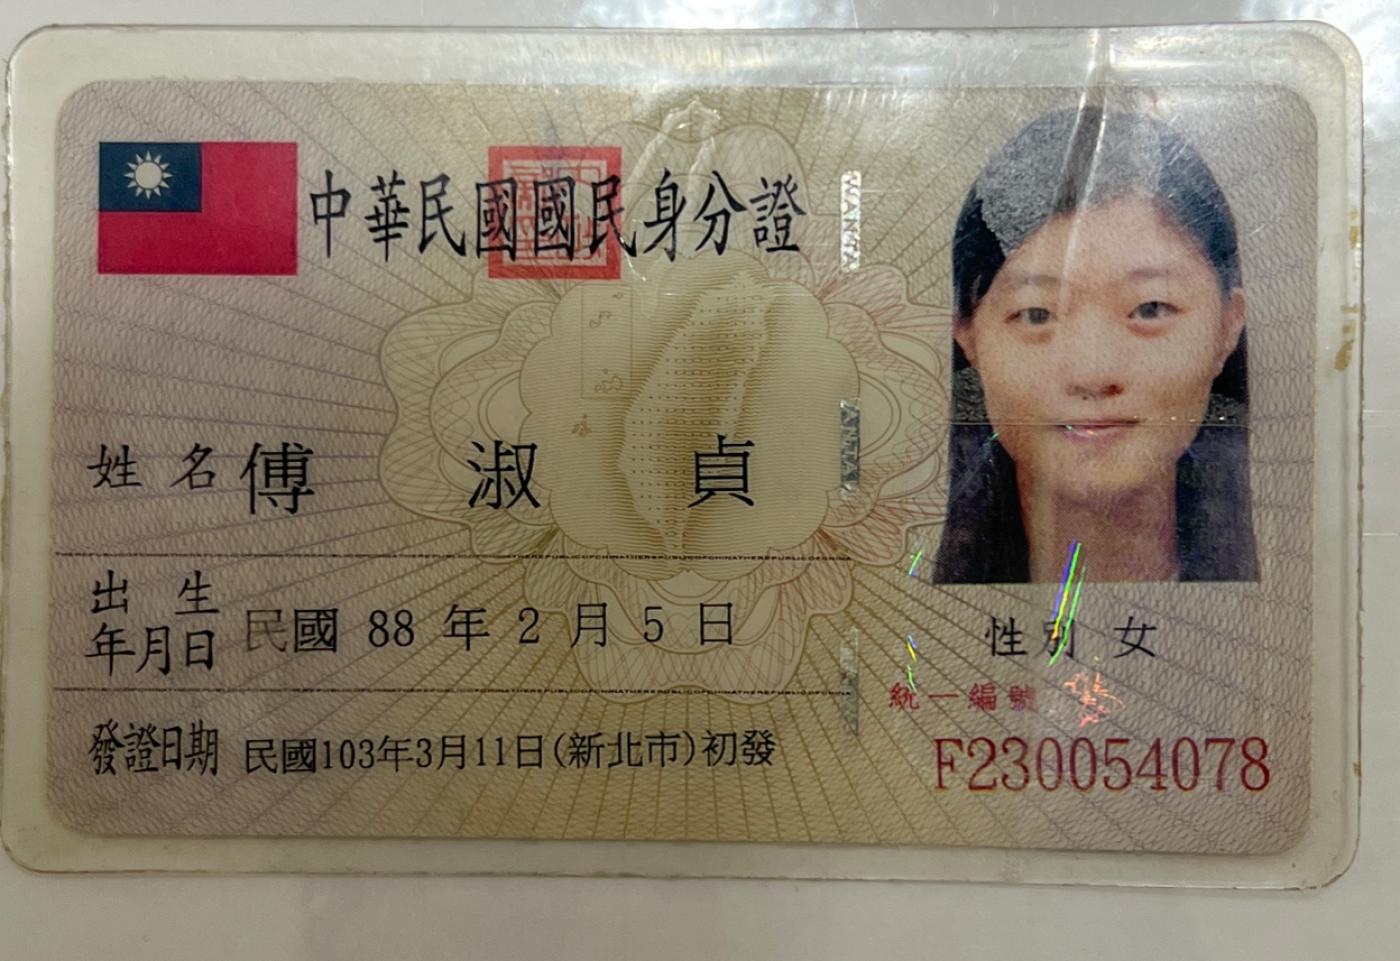 中華民國國民身分證
姓名 傅淑貞
出生年月日 民國 88 年 2 月 5 日
性別 女
統一編號
發證日期 民國103年3月11日(新北市)初發
F230054078